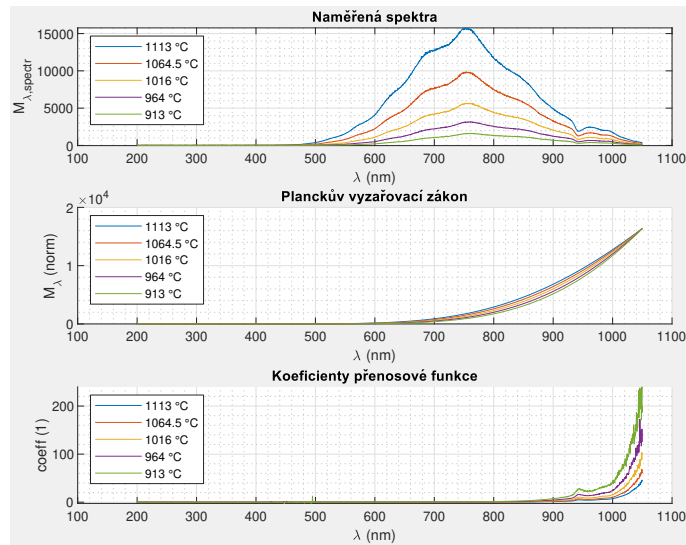 Naměřená spektra
15000
10000
5000
0
M λ,spectr
1113 °C
1064.5 °C
1016 °C
964 °C
913 °C
100 200 300 400 500 600 700 800 900 1000 1100
λ (nm)
Planckův vyzařovací zákon
×10^4
2
1
0
M λ (norm)
1113 °C
1064.5 °C
1016 °C
964 °C
913 °C
100 200 300 400 500 600 700 800 900 1000 1100
λ (nm)
Koeficienty přenosové funkce
200
100
0
coeff (1)
1113 °C
1064.5 °C
1016 °C
964 °C
913 °C
100 200 300 400 500 600 700 800 900 1000 1100
λ (nm)